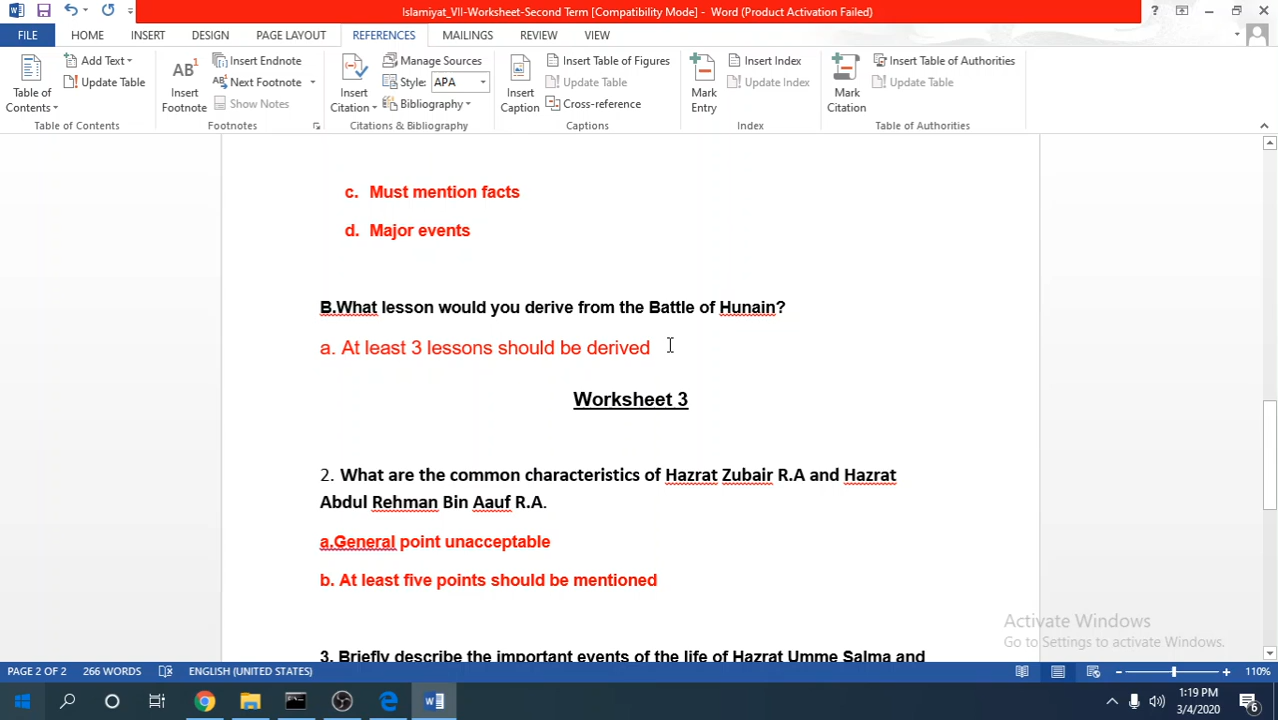 Islamiyat_VII-Worksheet-Second Term [Compatibility Mode] - Word (Product Activation Failed)
FILE HOME INSERT DESIGN PAGE LAYOUT REFERENCES MAILINGS REVIEW VIEW
Table of Contents
Add Text
Update Table
Table of Contents
AB1
Insert Footnote
Insert Endnote
Next Footnote
Show Notes
Footnotes
Insert Citation
Manage Sources
Style: APA
Bibliography
Citations & Bibliography
Insert Caption
Insert Table of Figures
Update Table
Cross-reference
Captions
Mark Entry
Insert Index
Update Index
Index
Mark Citation
Insert Table of Authorities
Update Table
Table of Authorities
c. Must mention facts
d. Major events
B.What lesson would you derive from the Battle of Hunain?
a. At least 3 lessons should be derived
Worksheet 3
2. What are the common characteristics of Hazrat Zubair R.A and Hazrat
Abdul Rehman Bin Aauf R.A.
a.General point unacceptable
b. At least five points should be mentioned
3. Briefly describe the important events of the life of Hazrat Umme Salma and
Activate Windows
Go to Settings to activate Windows.
PAGE 2 OF 2 266 WORDS ENGLISH (UNITED STATES) 110%
1:19 PM
3/4/2020
6